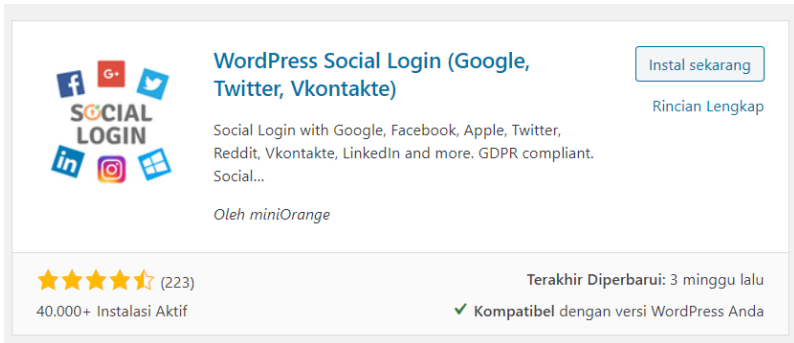 WordPress Social Login (Google,
Twitter, Vkontakte)
Instal sekarang
Rincian Lengkap
SOCIAL
LOGIN
G+
in
Social Login with Google, Facebook, Apple, Twitter,
Reddit, Vkontakte, LinkedIn and more. GDPR compliant.
Social...
Oleh miniOrange
(223)
40.000+ Instalasi Aktif
Terakhir Diperbarui: 3 minggu lalu
Kompatibel dengan versi WordPress Anda